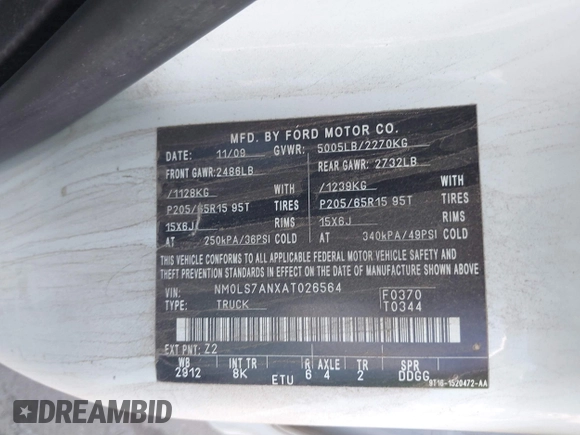 MFD. BY FORD MOTOR CO.
DATE: 11/09 GVWR: 5005LB/2270KG
FRONT GAWR:2486LB REAR GAWR: 2732LB
/1128KG WITH /1239KG WITH
P205/65R15 95T TIRES P205/65R15 95T TIRES
15X6J RIMS 15X6J RIMS
AT 250kPA/36PSI COLD AT 340kPA/49PSI COLD
THIS VEHICLE CONFORMS TO ALL APPLICABLE FEDERAL MOTOR VEHICLE SAFETY AND
THEFT PREVENTION STANDARDS IN EFFECT ON THE DATE OF MANUFACTURE SHOWN ABOVE.
VIN: NM0LS7ANXAT026564 F0370
TYPE: TRUCK T0344
EXT PNT: Z2
WB INT TR R AXLE TR SPR
2912 8K 6 4 2 DDGG
ETU 9T16-1520472-AA
DREAMBID